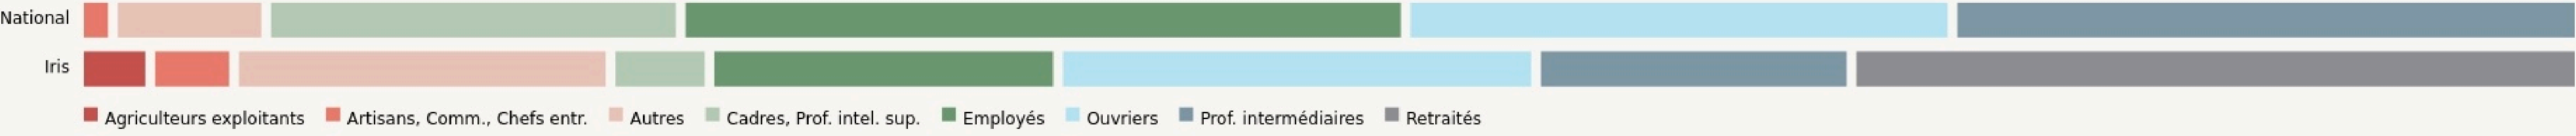 National
Iris
Agriculteurs exploitants Artisans, Comm., Chefs entr. Autres Cadres, Prof. intel. sup. Employés Ouvriers Prof. intermédiaires Retraités